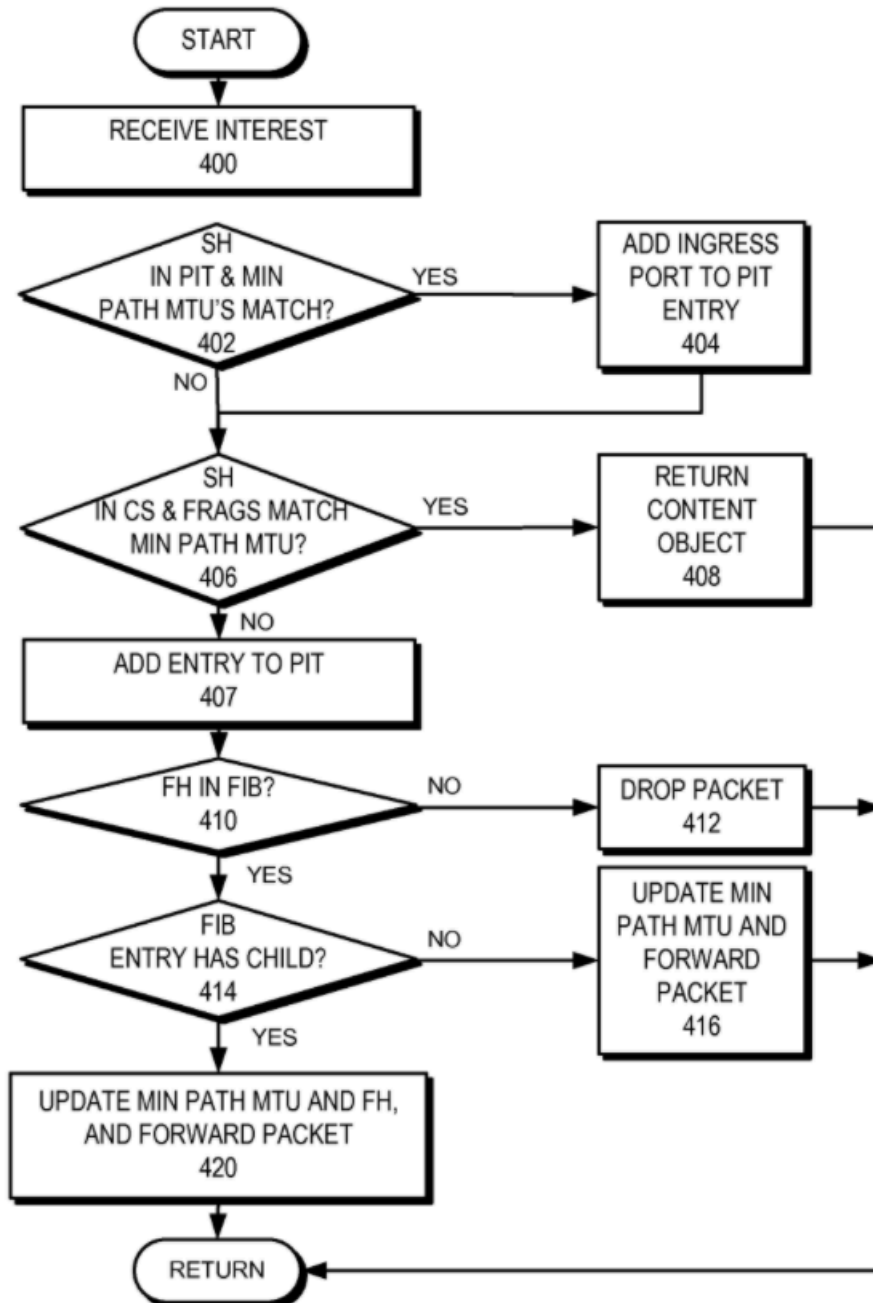 START
RECEIVE INTEREST
400
SH
IN PIT & MIN
PATH MTU'S MATCH?
402
YES
ADD INGRESS
PORT TO PIT
ENTRY
404
NO
SH
IN CS & FRAGS MATCH
MIN PATH MTU?
406
YES
RETURN
CONTENT
OBJECT
408
NO
ADD ENTRY TO PIT
407
FH IN FIB?
410
NO
DROP PACKET
412
YES
FIB
ENTRY HAS CHILD?
414
NO
UPDATE MIN
PATH MTU AND
FORWARD
PACKET
416
YES
UPDATE MIN PATH MTU AND FH,
AND FORWARD PACKET
420
RETURN